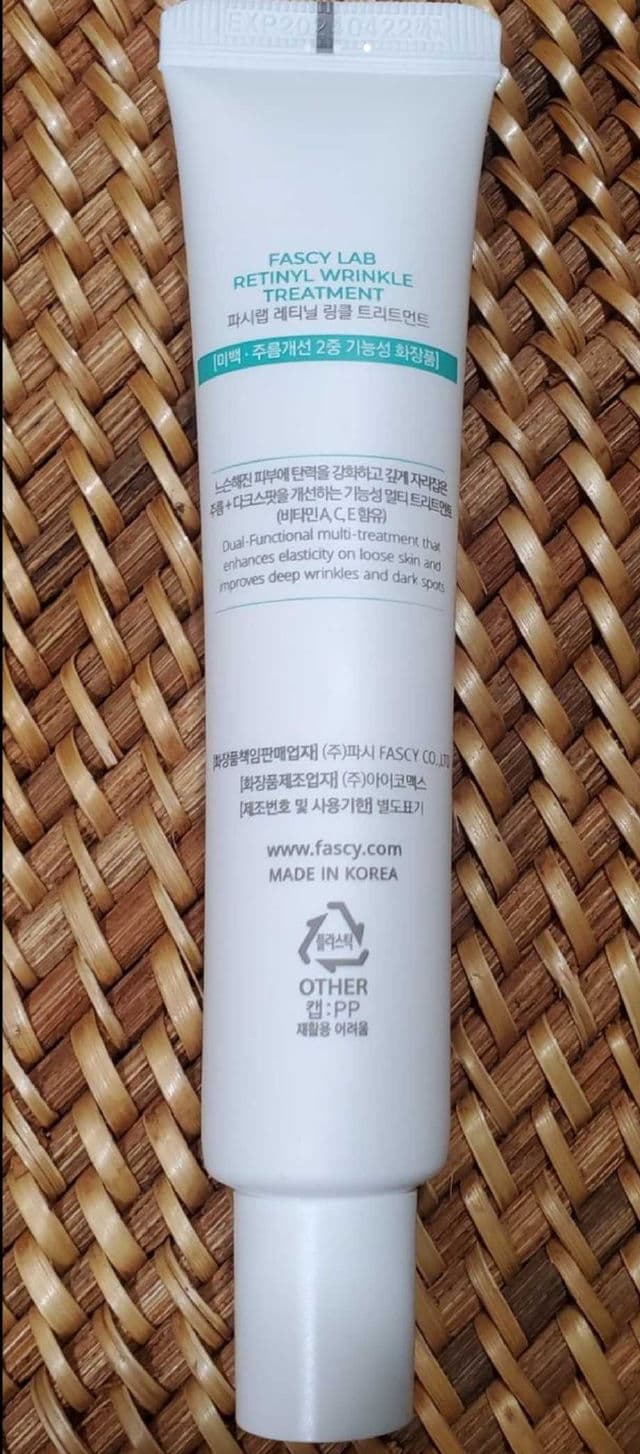 FASCY LAB
RETINYL WRINKLE
TREATMENT
파시랩 레티닐 링클 트리트먼트
[미백·주름개선 2중 기능성 화장품]
느슨해진 피부에 탄력을 강화하고 깊게 자리잡은
주름+다크스팟을 개선하는 기능성 멀티 트리트먼트
(비타민 A, C, E 함유)
Dual-Functional multi-treatment that
enhances elasticity on loose skin and
improves deep wrinkles and dark spots
[화장품책임판매업자] (주)파시 FASCY CO.,LTD
[화장품제조업자] (주)아이코맥스
[제조번호 및 사용기한] 별도표기
www.fascy.com
MADE IN KOREA
플라스틱
OTHER
캡:PP
재활용 어려움